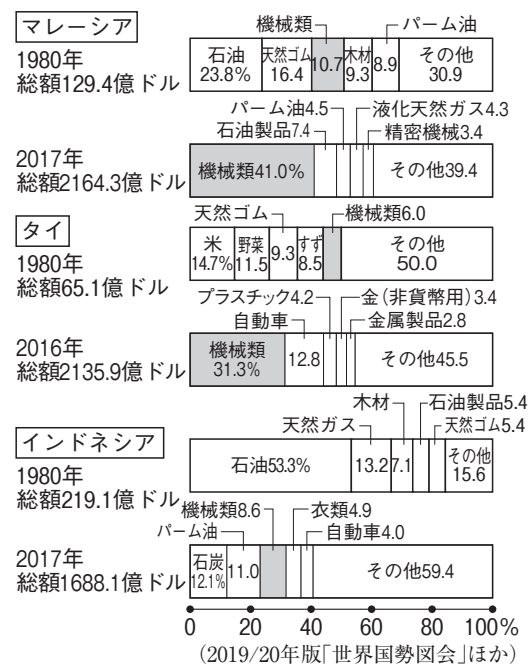 マレーシア
1980年
総額129.4億ドル
機械類
パーム油
石油
23.8%
天然ゴム
16.4
10.7
木材
9.3
8.9
その他
30.9
2017年
総額2164.3億ドル
パーム油4.5
液化天然ガス4.3
石油製品7.4
精密機械3.4
機械類41.0%
その他39.4
タイ
1980年
総額65.1億ドル
天然ゴム
機械類6.0
米
14.7%
野菜
11.5
9.3
すず
8.5
その他
50.0
2016年
総額2135.9億ドル
プラスチック4.2
金(非貨幣用)3.4
自動車
金属製品2.8
機械類
31.3%
12.8
その他45.5
インドネシア
1980年
総額219.1億ドル
木材
石油製品5.4
天然ガス
天然ゴム5.4
石油53.3%
13.2
7.1
その他
15.6
2017年
総額1688.1億ドル
機械類8.6
衣類4.9
パーム油
自動車4.0
石炭
12.1%
11.0
その他59.4
0 20 40 60 80 100%
(2019/20年版「世界国勢図会」ほか)